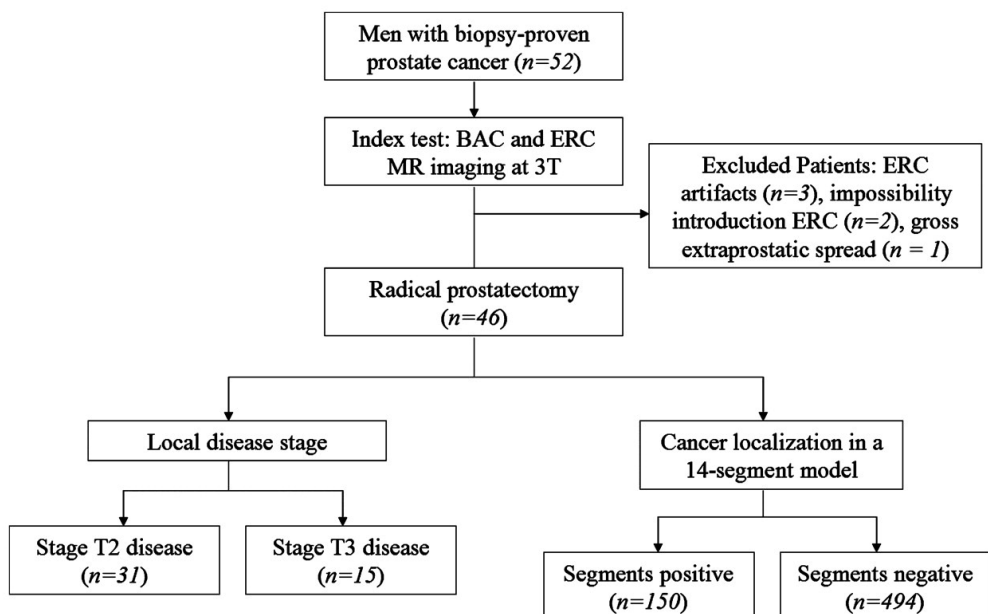 Men with biopsy-proven
prostate cancer (n=52)
Index test: BAC and ERC
MR imaging at 3T
Excluded Patients: ERC
artifacts (n=3), impossibility
introduction ERC (n=2), gross
extraprostatic spread (n = 1)
Radical prostatectomy
(n=46)
Local disease stage
Cancer localization in a
14-segment model
Stage T2 disease
(n=31)
Stage T3 disease
(n=15)
Segments positive
(n=150)
Segments negative
(n=494)